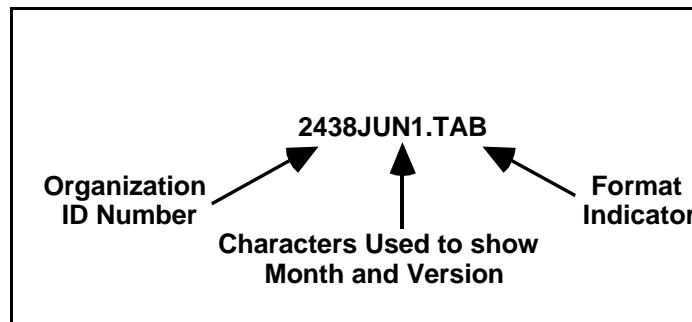 2438JUN1.TAB
Organization
ID Number
Format
Indicator
Characters Used to show
Month and Version